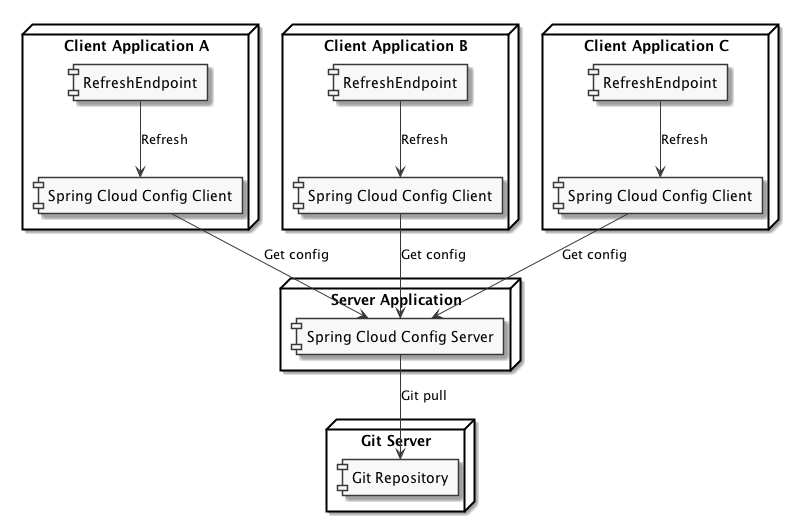 Client Application A
Client Application B
Client Application C
RefreshEndpoint
RefreshEndpoint
RefreshEndpoint
Refresh
Refresh
Refresh
Spring Cloud Config Client
Spring Cloud Config Client
Spring Cloud Config Client
Get config
Get config
Get config
Server Application
Spring Cloud Config Server
Git pull
Git Server
Git Repository